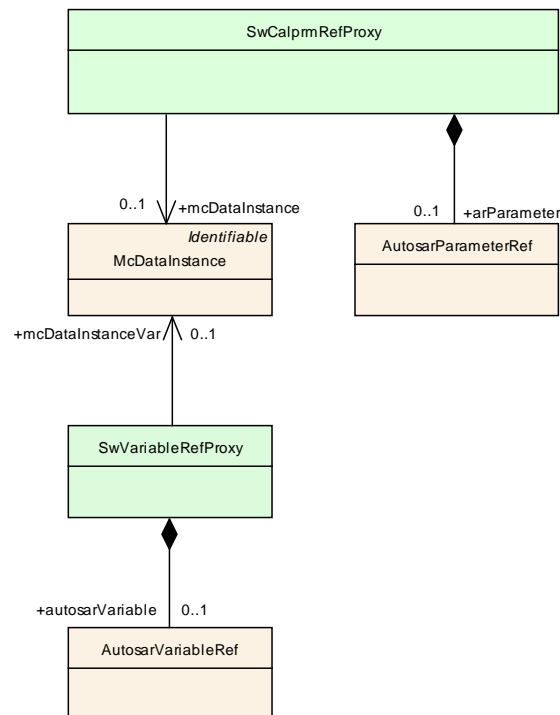 SwCalprmRefProxy
0..1 +mcDataInstance
0..1 +arParameter
Identifiable
McDataInstance
AutosarParameterRef
+mcDataInstanceVar 0..1
SwVariableRefProxy
+autosarVariable 0..1
AutosarVariableRef